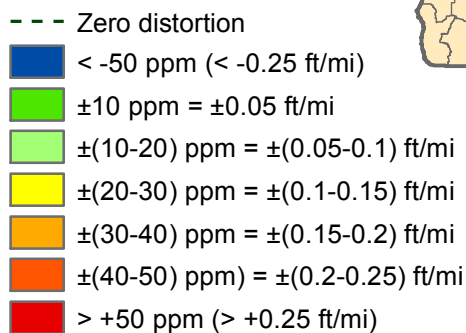 Zero distortion
< -50 ppm (< -0.25 ft/mi)
±10 ppm = ±0.05 ft/mi
±(10-20) ppm = ±(0.05-0.1) ft/mi
±(20-30) ppm = ±(0.1-0.15) ft/mi
±(30-40) ppm = ±(0.15-0.2) ft/mi
±(40-50) ppm) = ±(0.2-0.25) ft/mi
> +50 ppm (> +0.25 ft/mi)